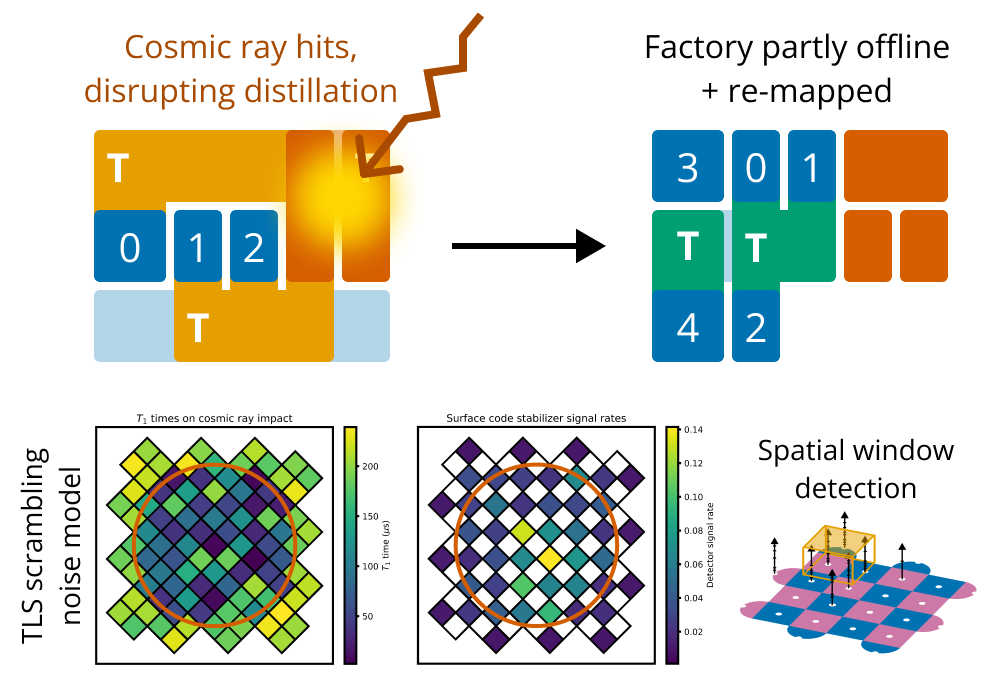 Cosmic ray hits,
disrupting distillation
Factory partly offline
+ re-mapped
T
0 1 2
T
3 0 1
T T
4 2
TLS scrambling
noise model
T₁ times on cosmic ray impact
200
150
100
50
T₁ time (μs)
Surface code stabilizer signal rates
0.14
0.12
0.10
0.08
0.06
0.04
0.02
Detector signal rate
Spatial window
detection